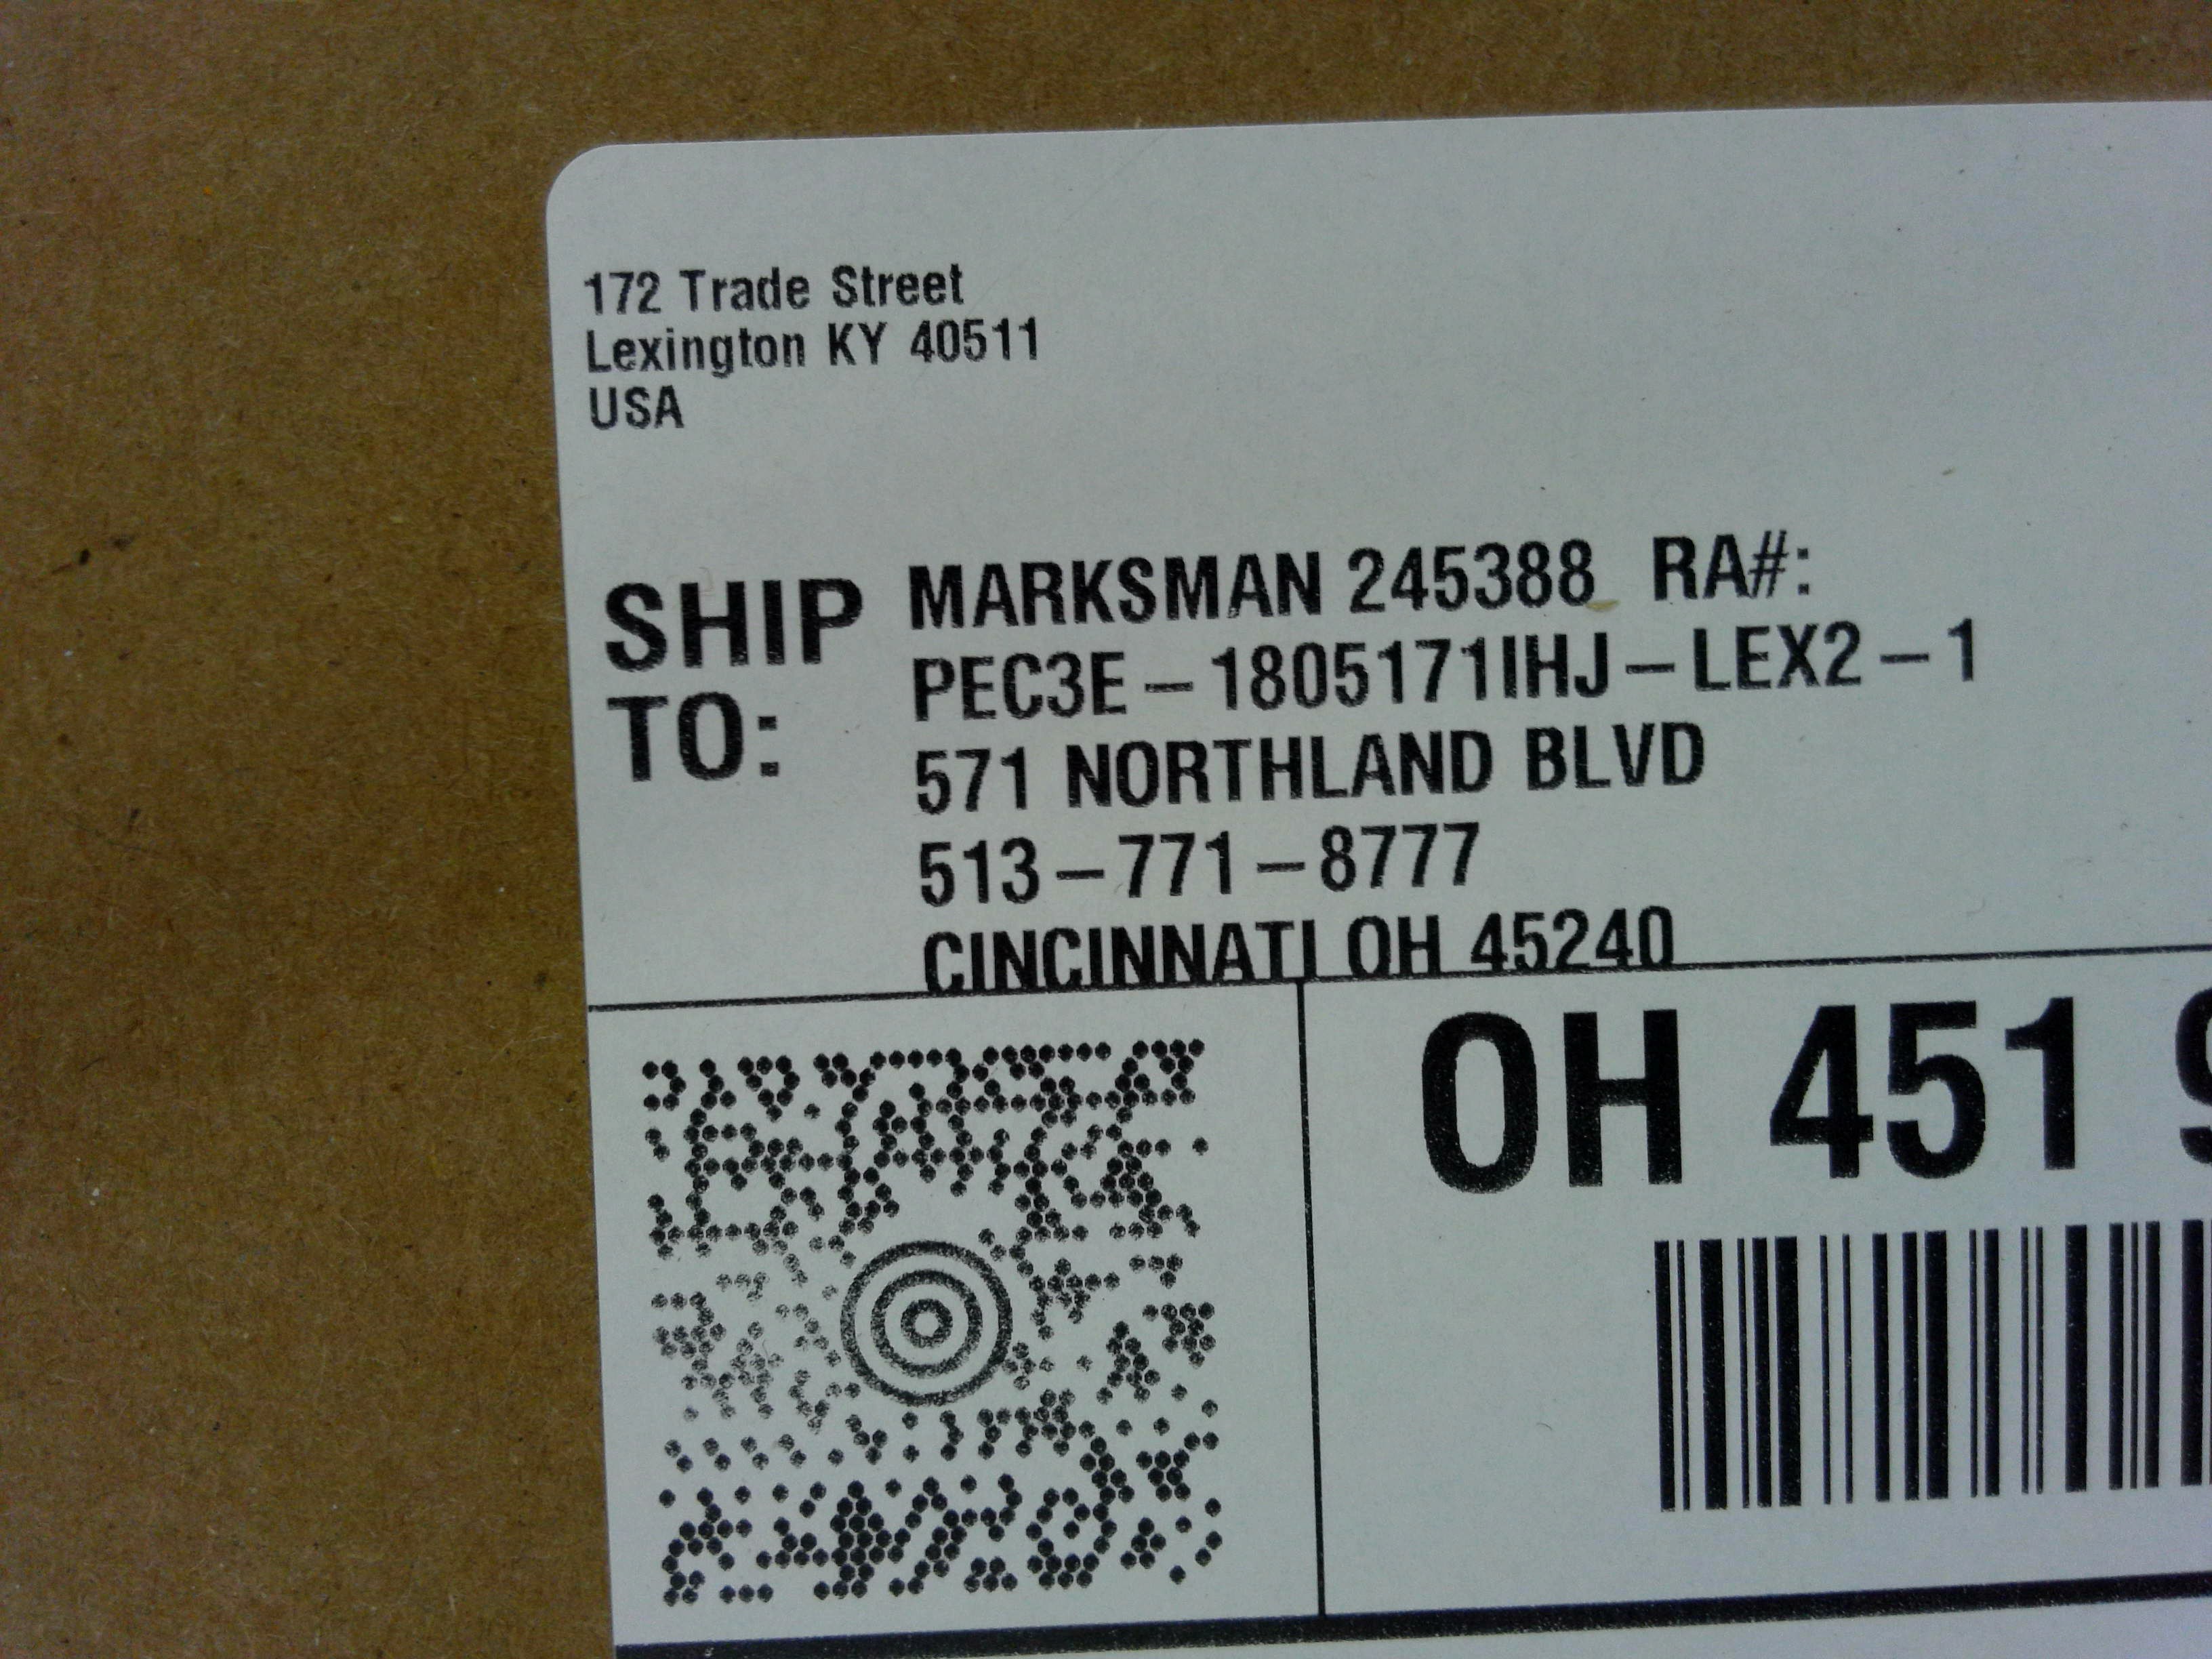 172 Trade Street
Lexington KY 40511
USA
SHIP TO:
MARKSMAN 245388 RA#:
PEC3E-1805171IHJ-LEX2-1
571 NORTHLAND BLVD
513-771-8777
CINCINNATI OH 45240
OH 451 9